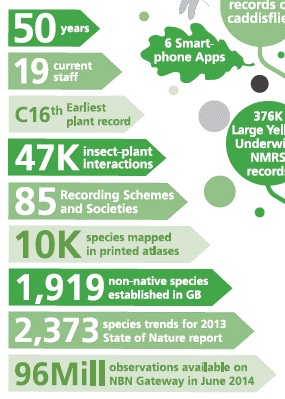 50 years
19 current
staff
C16th Earliest
plant record
47K insect-plant
interactions
85 Recording Schemes
and Societies
10K species mapped
in printed atlases
1,919 non-native species
established in GB
2,373 species trends for 2013
State of Nature report
96Mill observations available on
NBN Gateway in June 2014
6 Smart-
phone Apps
records o
caddisflie
376K
Large Yel
Underwi
NMRS
record